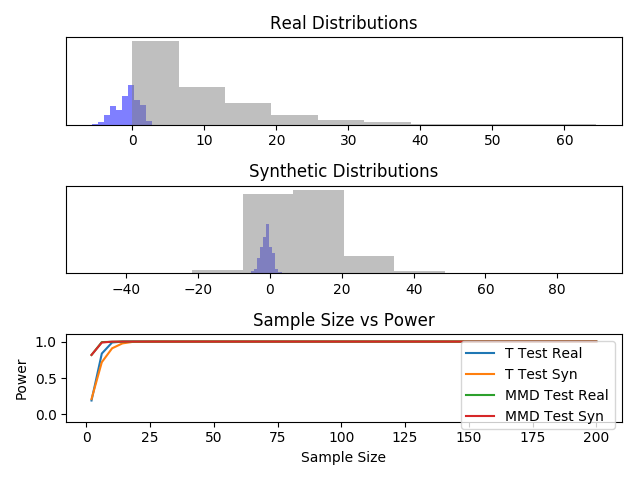 Real Distributions
0 10 20 30 40 50 60
Synthetic Distributions
−40 −20 0 20 40 60 80
Sample Size vs Power
1.0
0.5
0.0
Power
T Test Real
T Test Syn
MMD Test Real
MMD Test Syn
0 25 50 75 100 125 150 175 200
Sample Size